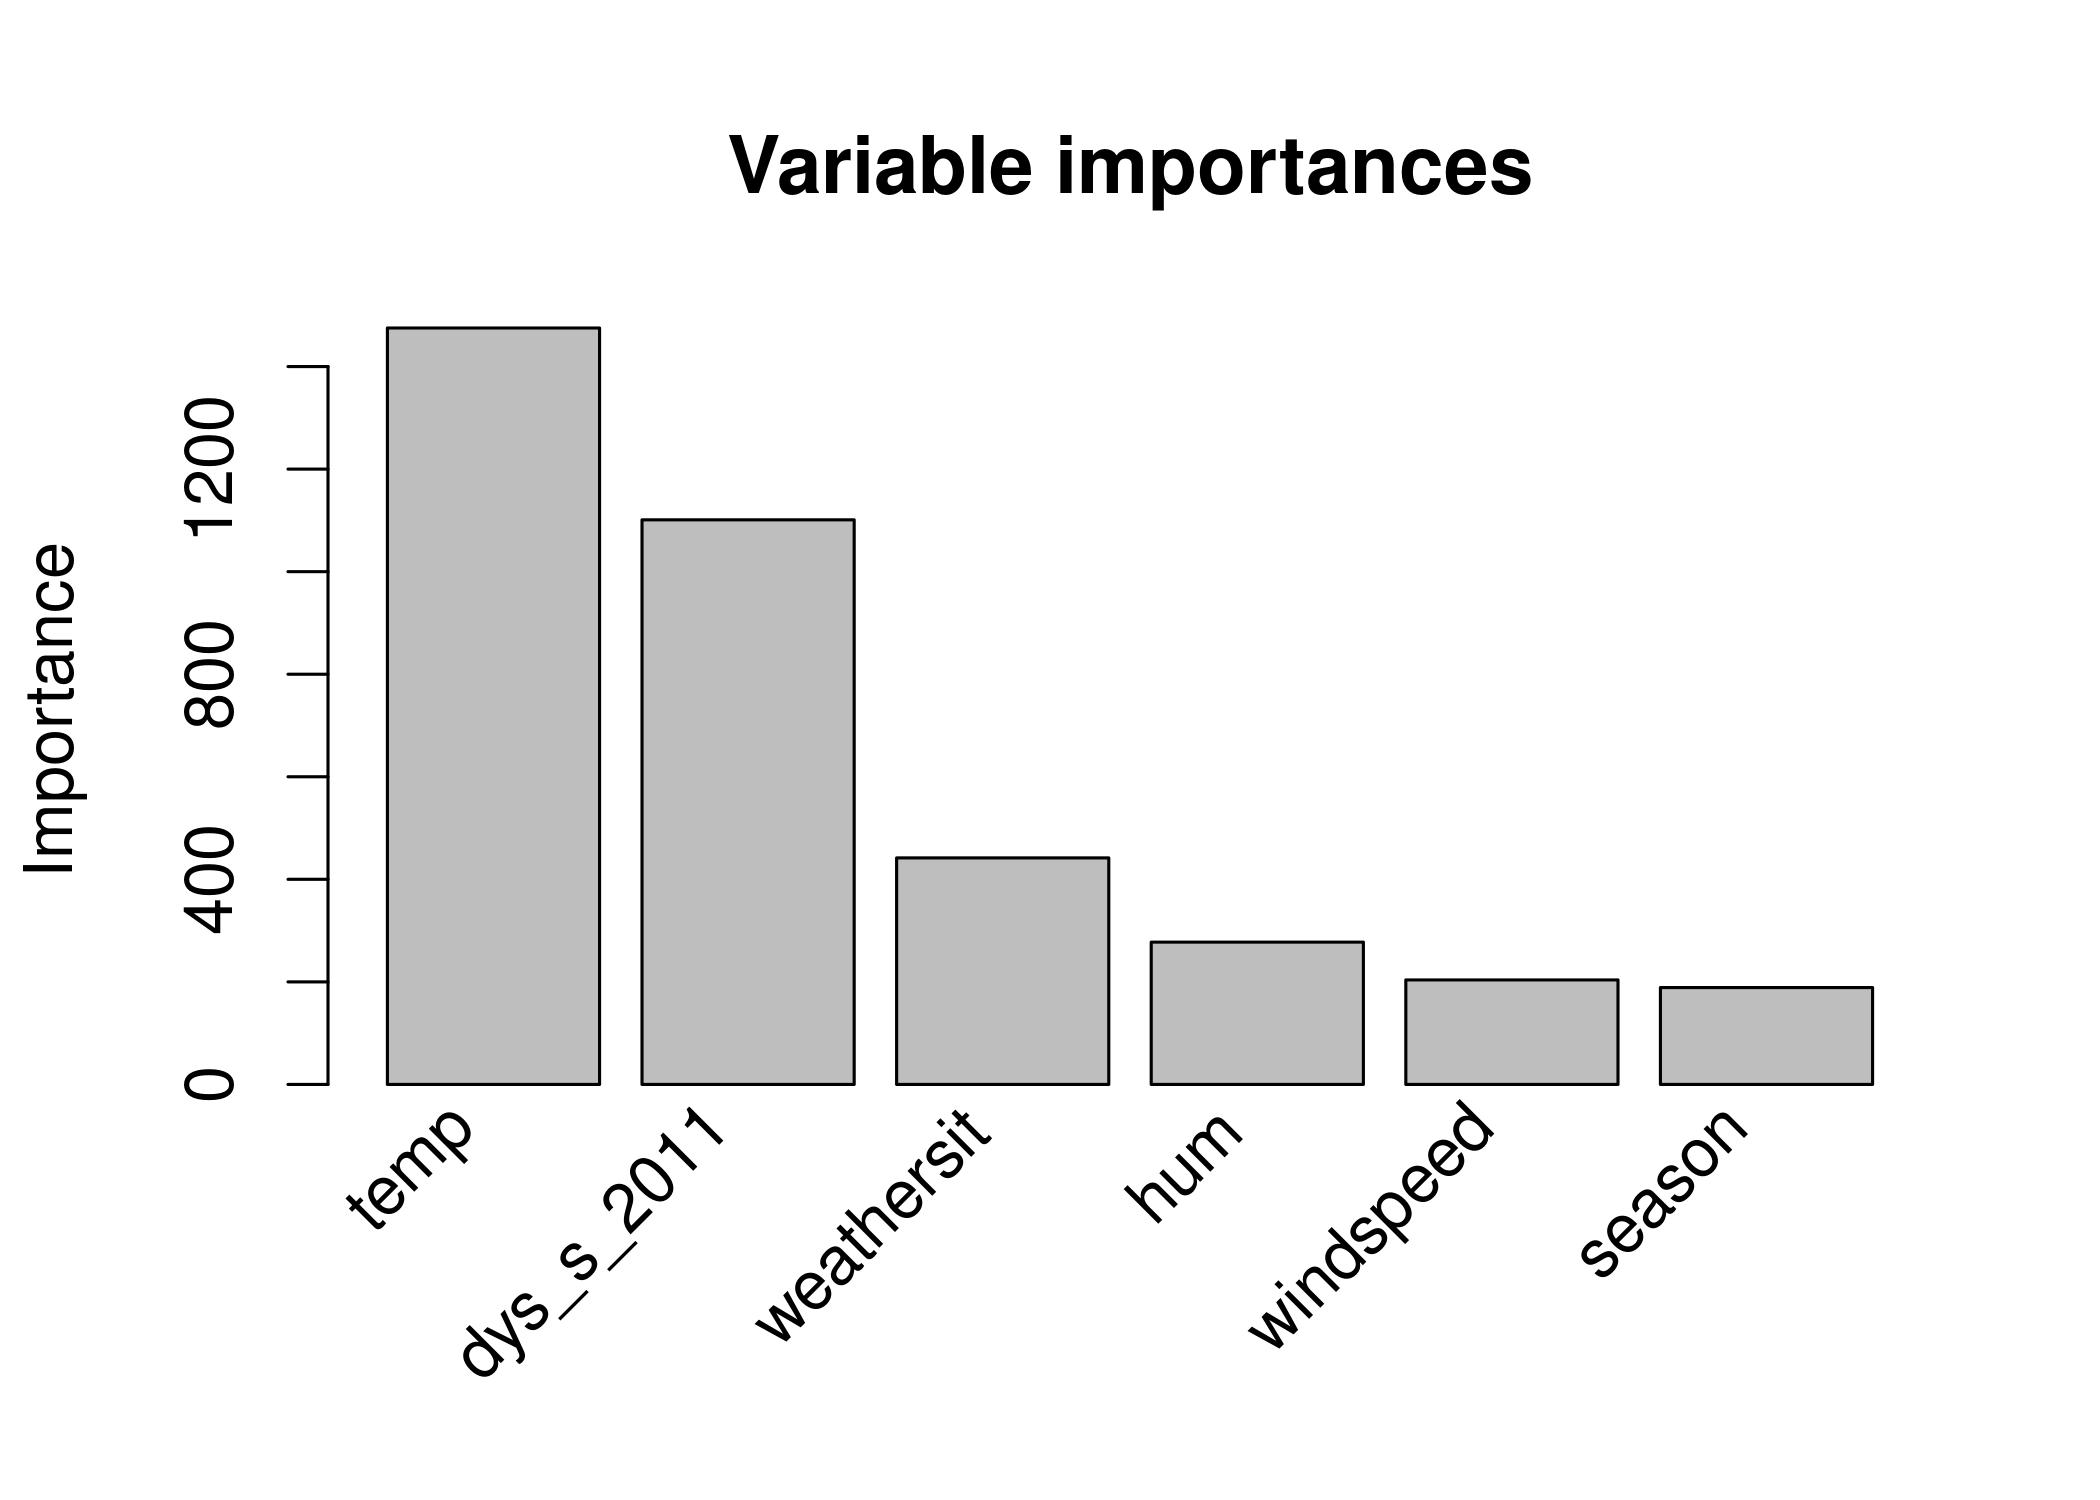 Variable importances
Importance
1200
800
400
0
temp
dys_s_2011
weathersit
hum
windspeed
season